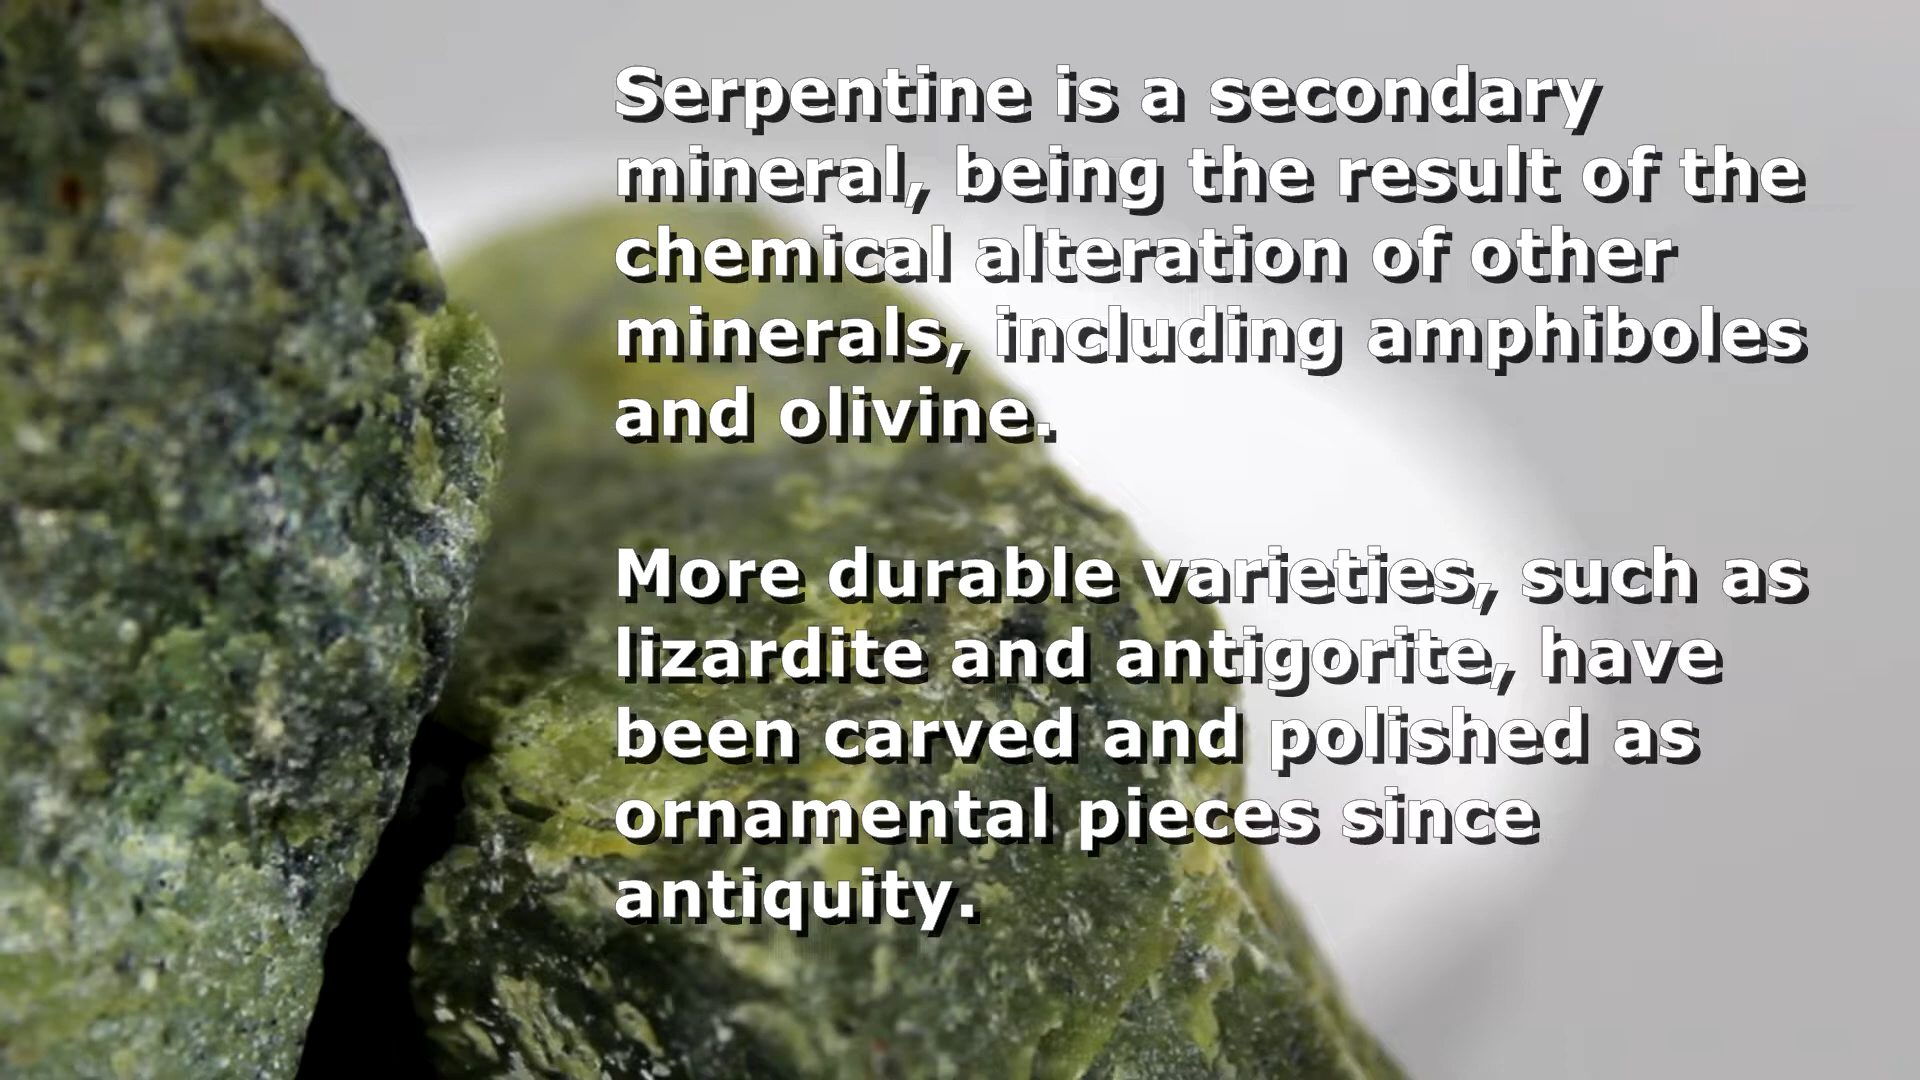 Serpentine is a secondary
mineral, being the result of the
chemical alteration of other
minerals, including amphiboles
and olivine.
More durable varieties, such as
lizardite and antigorite, have
been carved and polished as
ornamental pieces since
antiquity.